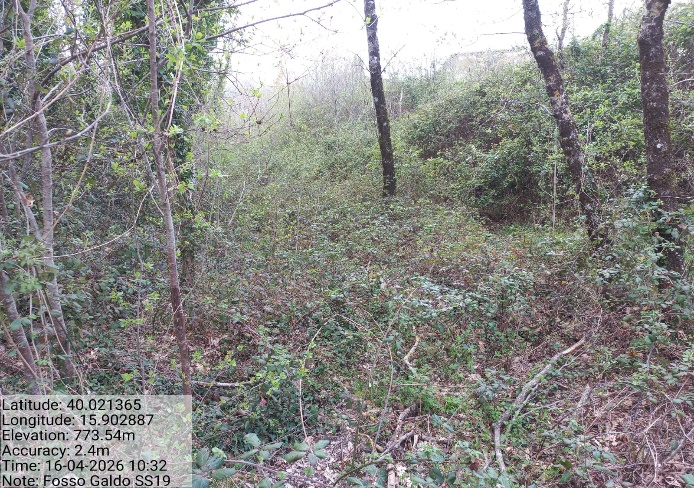 Latitude: 40.021365
Longitude: 15.902887
Elevation: 773.54m
Accuracy: 2.4m
Time: 16-04-2026 10:32
Note: Fosso Galdo SS19